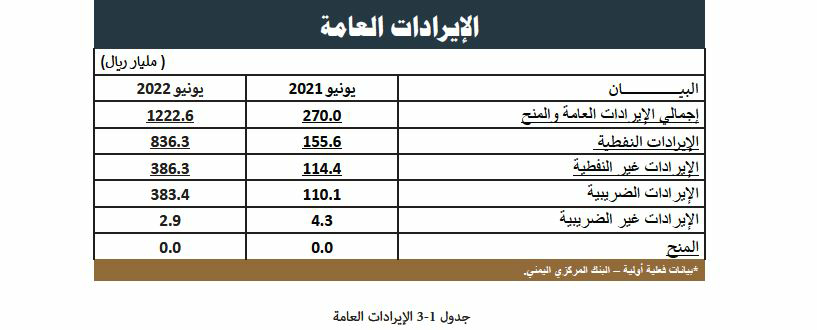 الإيرادات العامة
( مليار ريال)
البيـــــــــــان يونيو 2021 يونيو 2022
إجمالي الإيرادات العامة والمنح 270.0 1222.6
الإيرادات النفطية 155.6 836.3
الإيرادات غير النفطية 114.4 386.3
الإيرادات الضريبية 110.1 383.4
الإيرادات غير الضريبية 4.3 2.9
المنح 0.0 0.0
*بيانات فعلية أولية – البنك المركزي اليمني.
جدول 1-3 الإيرادات العامة